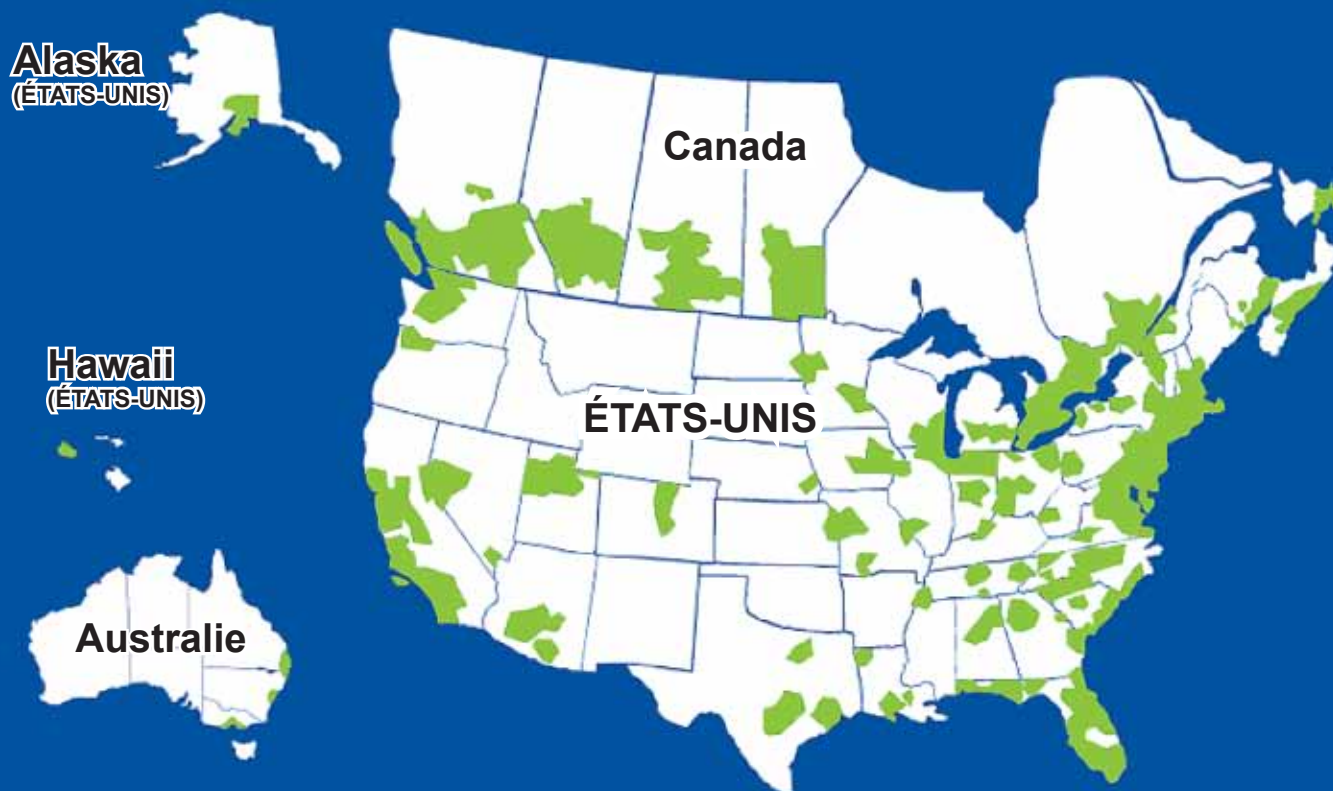 Alaska
(ÉTATS-UNIS)
Canada
Hawaii
(ÉTATS-UNIS)
ÉTATS-UNIS
Australie